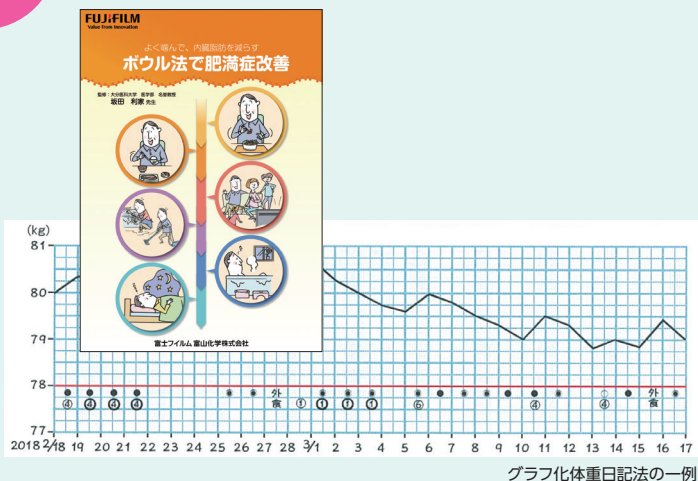 FUJIFILM
Value from Innovation
よく噛んで、内臓脂肪を減らす
ボウル法で肥満症改善
監修:大分医科大学 医学部 名誉教授
坂田 利家 先生
富士フイルム 富山化学株式会社
(kg)
81
80
79
78
77
外食 外食
④ ④ ④ ④ ① ① ① ① ⑥ ④ ④
2018 2/18 19 20 21 22 23 24 25 26 27 28 3/1 2 3 4 5 6 7 8 9 10 11 12 13 14 15 16 17
グラフ化体重日記法の一例